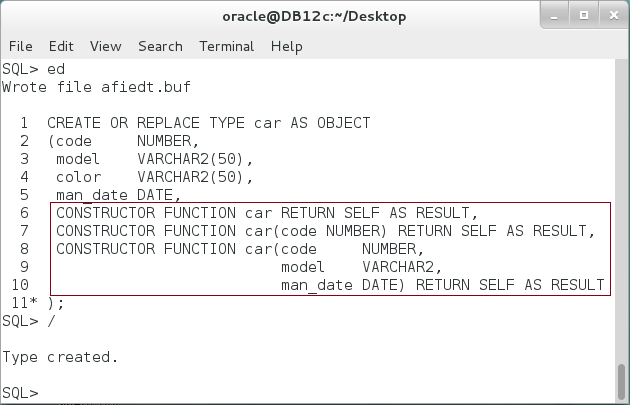 oracle@DB12c:~/Desktop
File Edit View Search Terminal Help
SQL> ed
Wrote file afiedt.buf
1 CREATE OR REPLACE TYPE car AS OBJECT
2 (code NUMBER,
3 model VARCHAR2(50),
4 color VARCHAR2(50),
5 man_date DATE,
6 CONSTRUCTOR FUNCTION car RETURN SELF AS RESULT,
7 CONSTRUCTOR FUNCTION car(code NUMBER) RETURN SELF AS RESULT,
8 CONSTRUCTOR FUNCTION car(code NUMBER,
9 model VARCHAR2,
10 man_date DATE) RETURN SELF AS RESULT
11* );
SQL> /
Type created.
SQL>